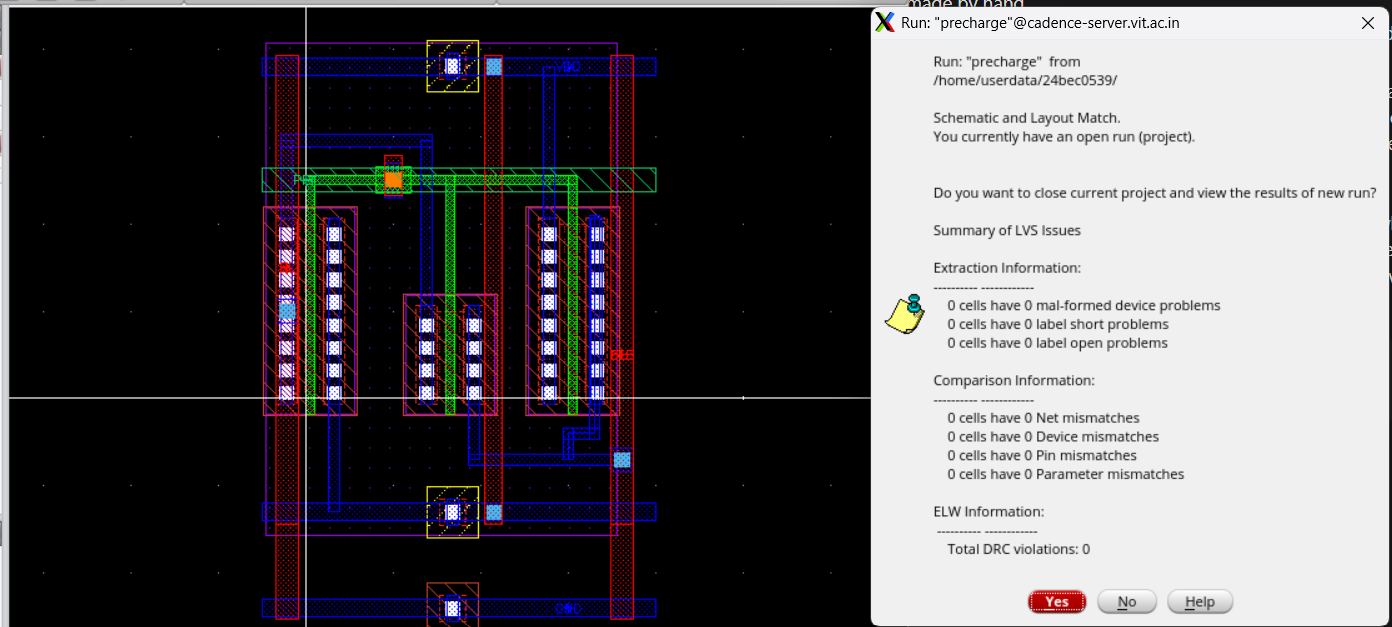 made by hand
Run: "precharge"@cadence-server.vit.ac.in
Run: "precharge" from
/home/userdata/24bec0539/
Schematic and Layout Match.
You currently have an open run (project).
Do you want to close current project and view the results of new run?
Summary of LVS Issues
Extraction Information:
---------- ------------
0 cells have 0 mal-formed device problems
0 cells have 0 label short problems
0 cells have 0 label open problems
Comparison Information:
---------- ------------
0 cells have 0 Net mismatches
0 cells have 0 Device mismatches
0 cells have 0 Pin mismatches
0 cells have 0 Parameter mismatches
ELW Information:
---------- ------------
Total DRC violations: 0
Yes
No
Help